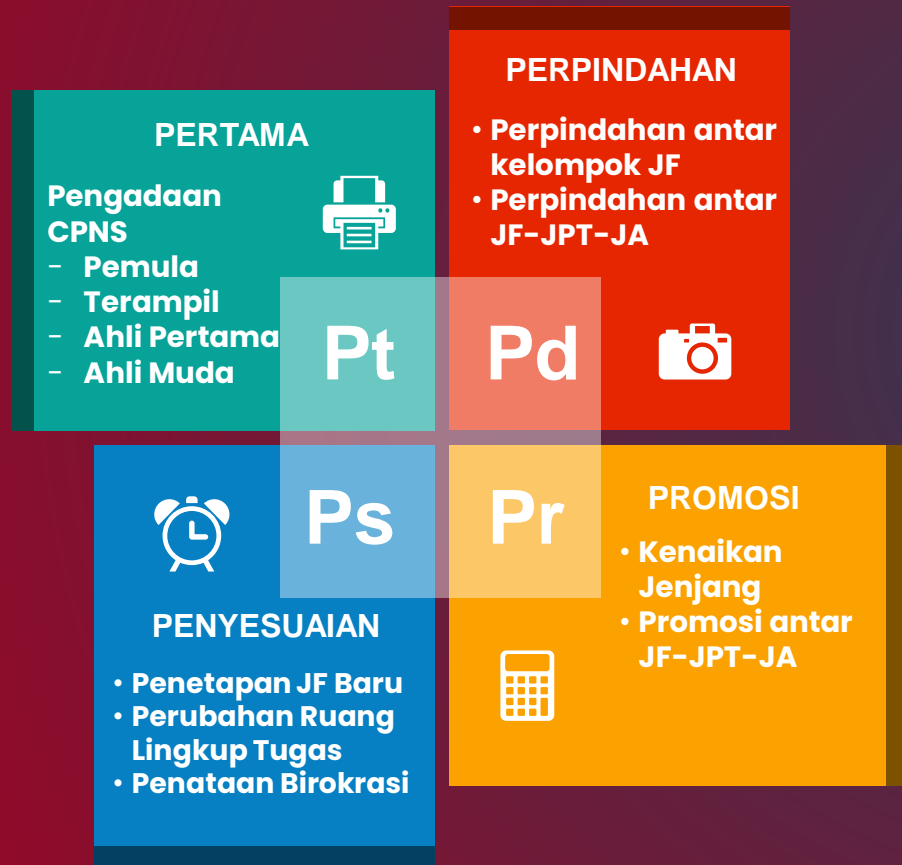 PERTAMA
Pengadaan
CPNS
- Pemula
- Terampil
- Ahli Pertama
- Ahli Muda
Pt
PERPINDAHAN
• Perpindahan antar
kelompok JF
• Perpindahan antar
JF-JPT-JA
Pd
Ps
PENYESUAIAN
• Penetapan JF Baru
• Perubahan Ruang
Lingkup Tugas
• Penataan Birokrasi
Pr
PROMOSI
• Kenaikan
Jenjang
• Promosi antar
JF-JPT-JA